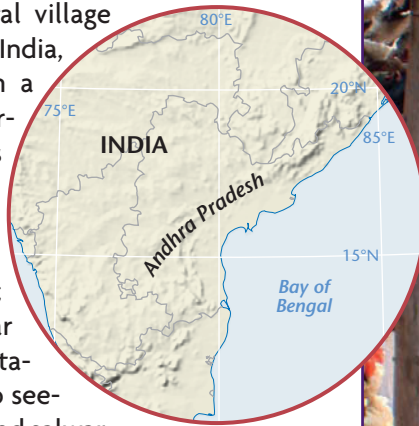 al village
India,
n a
80°E
20°N
75°E
85°E
INDIA
Andhra Pradesh
15°N
Bay of
Bengal
ar
ta-
o see-